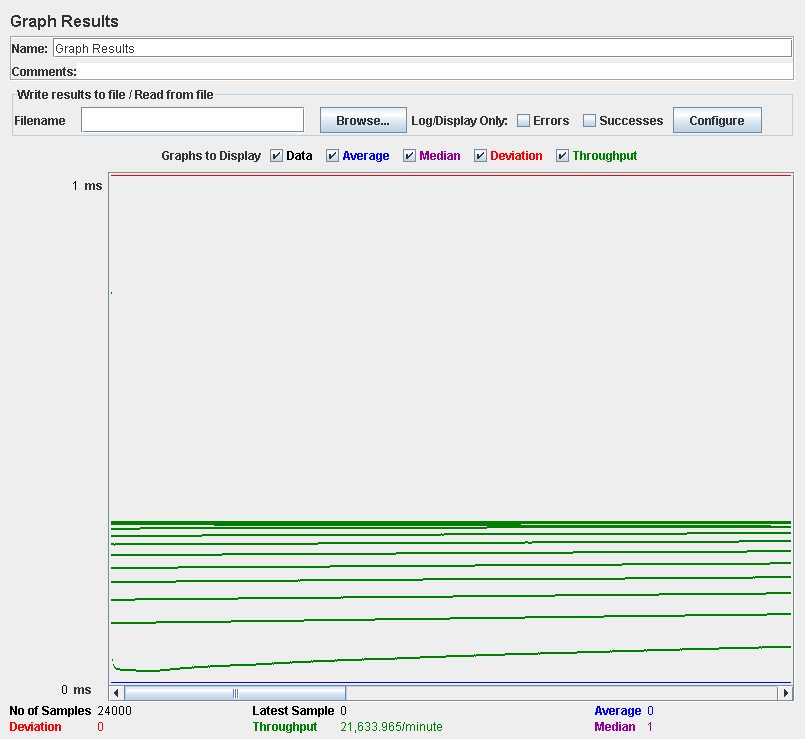 Graph Results
Name: Graph Results
Comments:
Write results to file / Read from file
Filename Browse... Log/Display Only: Errors Successes Configure
Graphs to Display Data Average Median Deviation Throughput
1 ms
0 ms
No of Samples 24000 Latest Sample 0 Average 0
Deviation 0 Throughput 21,633.965/minute Median 1